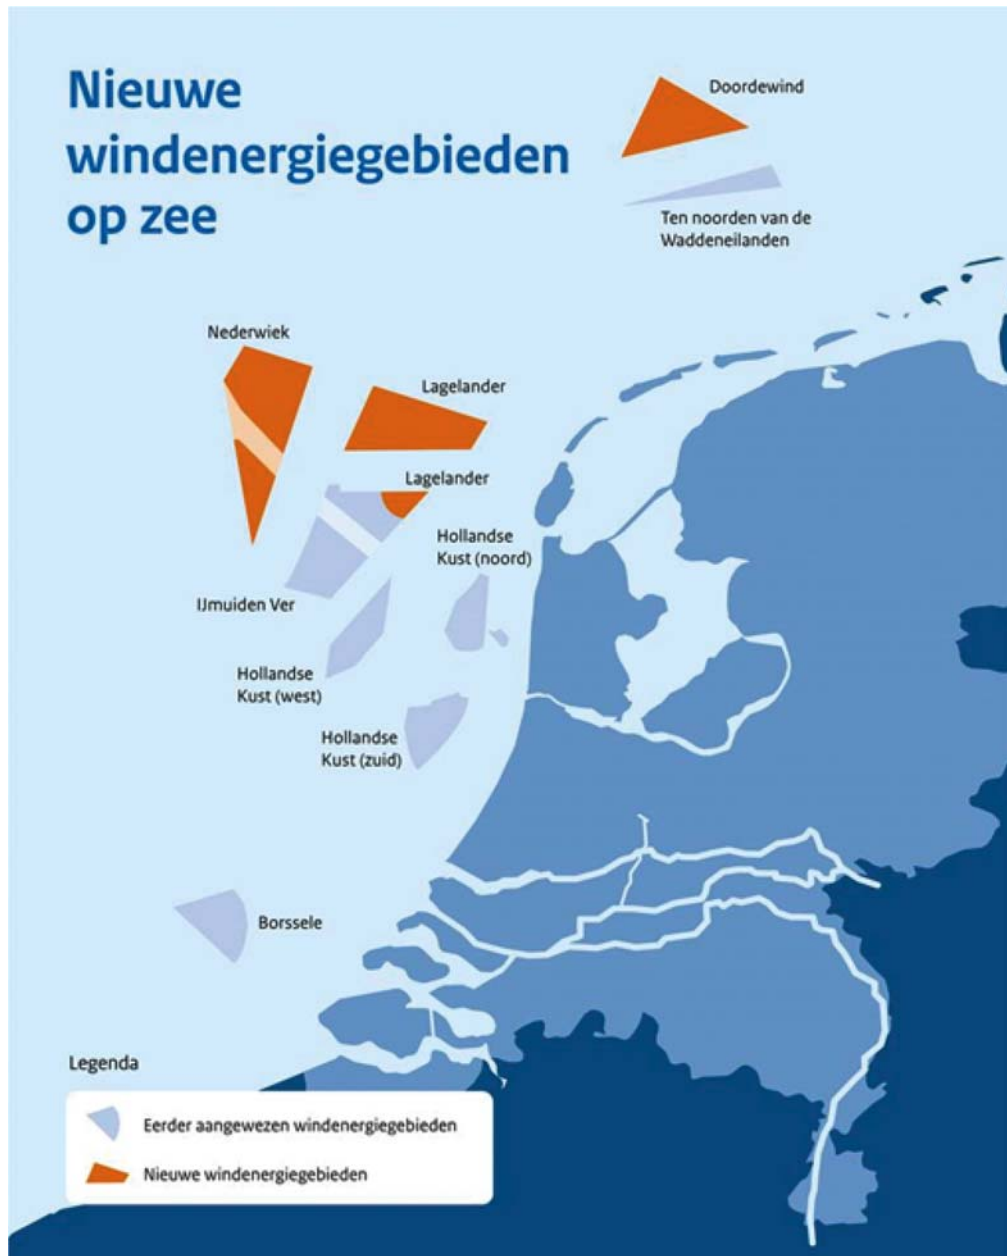 Nieuwe
windenergiegebieden
op zee
Doordewind
Ten noorden van de
Waddeneilanden
Nederwiek
Lagelander
Lagelander
Hollandse
Kust (noord)
IJmuiden Ver
Hollandse
Kust (west)
Hollandse
Kust (zuid)
Borssele
Legenda
Eerder aangewezen windenergiegebieden
Nieuwe windenergiegebieden